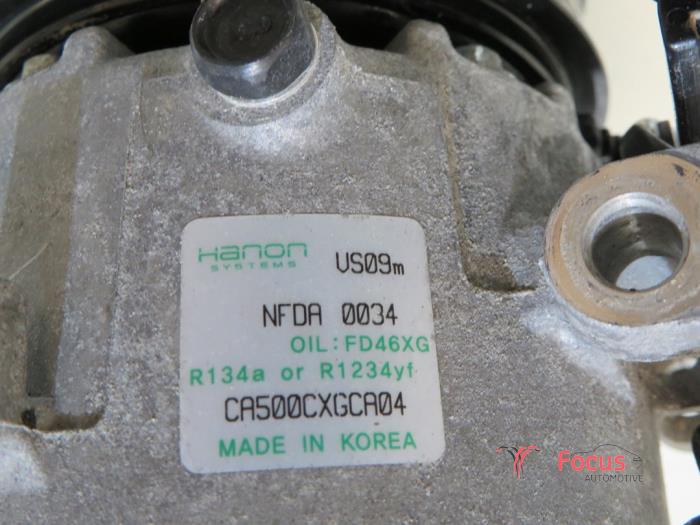 Hanon
SYSTEMS
VS09m
NFDA 0034
OIL:FD46XG
R134a or R1234yf
CA500CXGCA04
MADE IN KOREA
Focus
AUTOMOTIVE